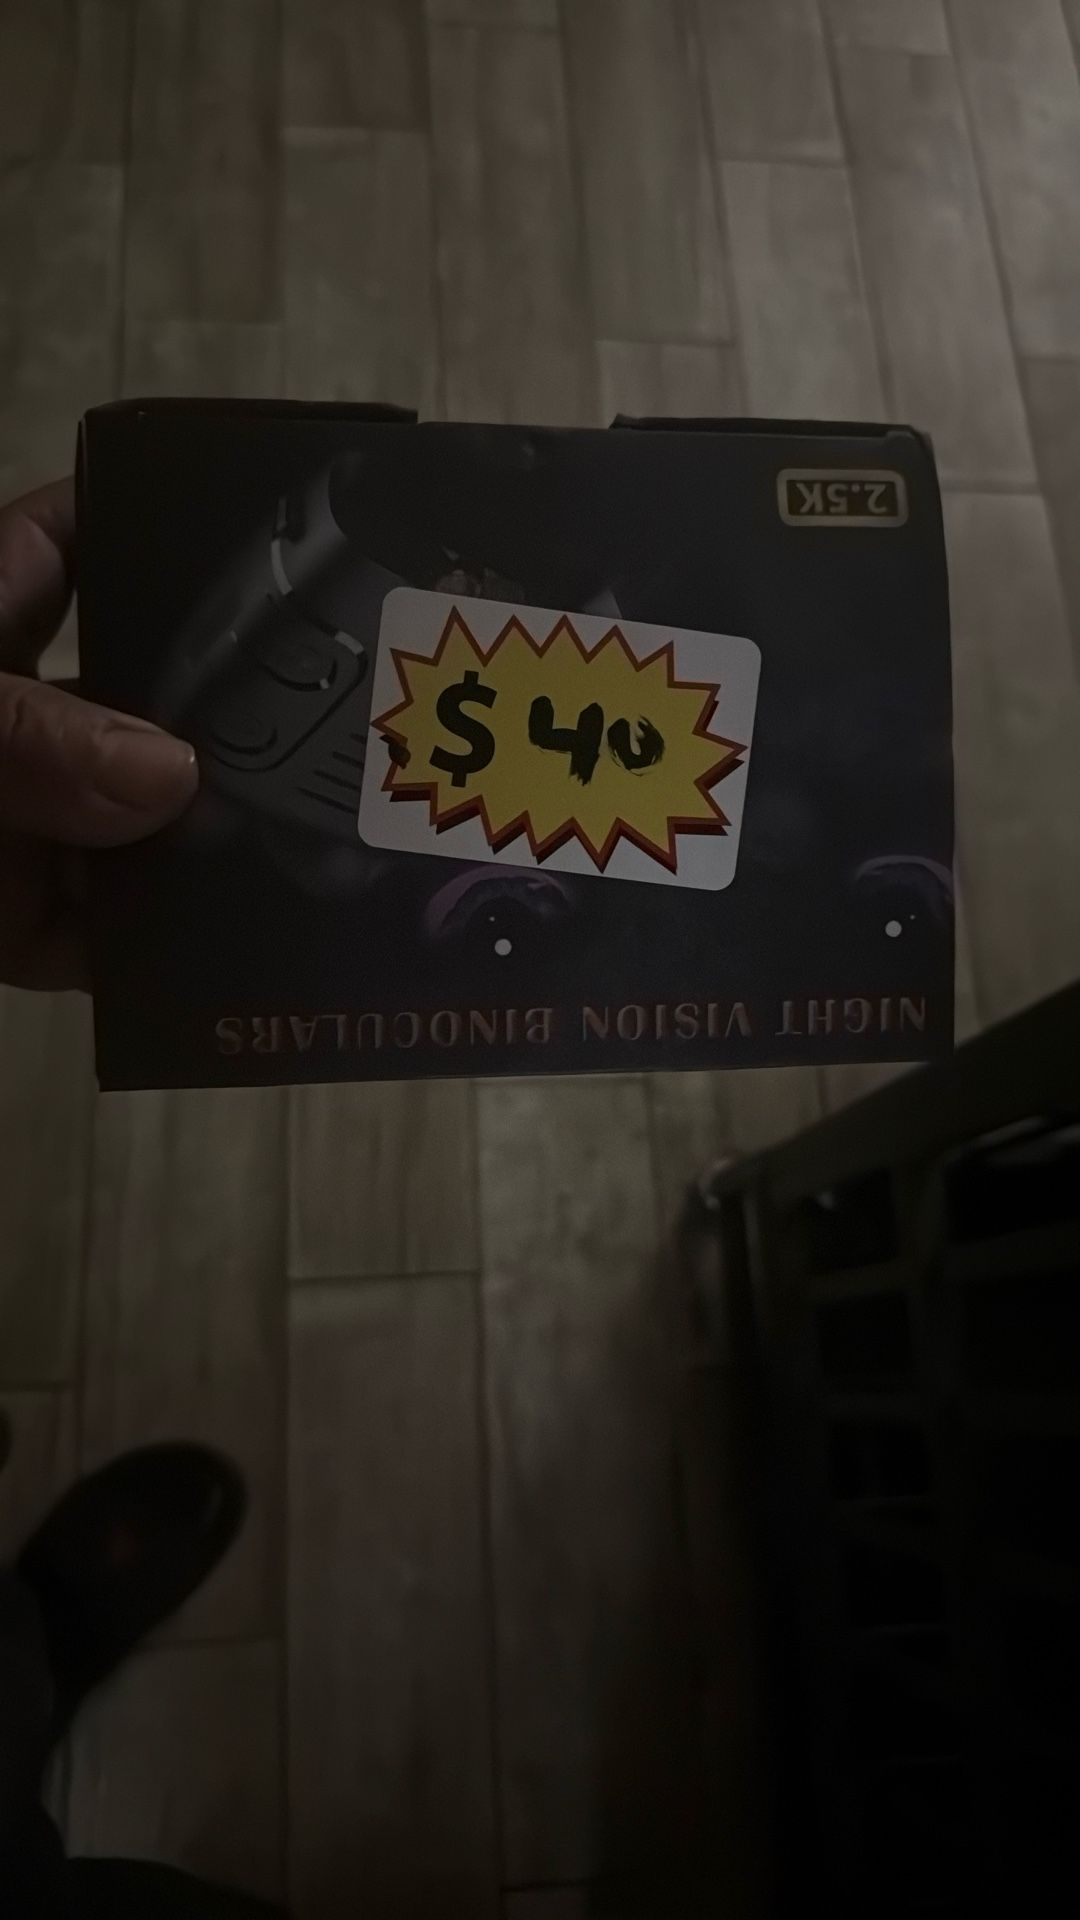 2.5K
$40
NIGHT VISION BINOCULARS